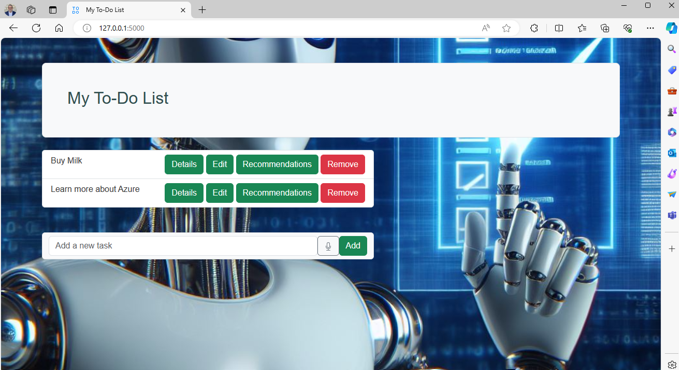 My To-Do List
127.0.0.1:5000
My To-Do List
Buy Milk Details Edit Recommendations Remove
Learn more about Azure Details Edit Recommendations Remove
Add a new task Add